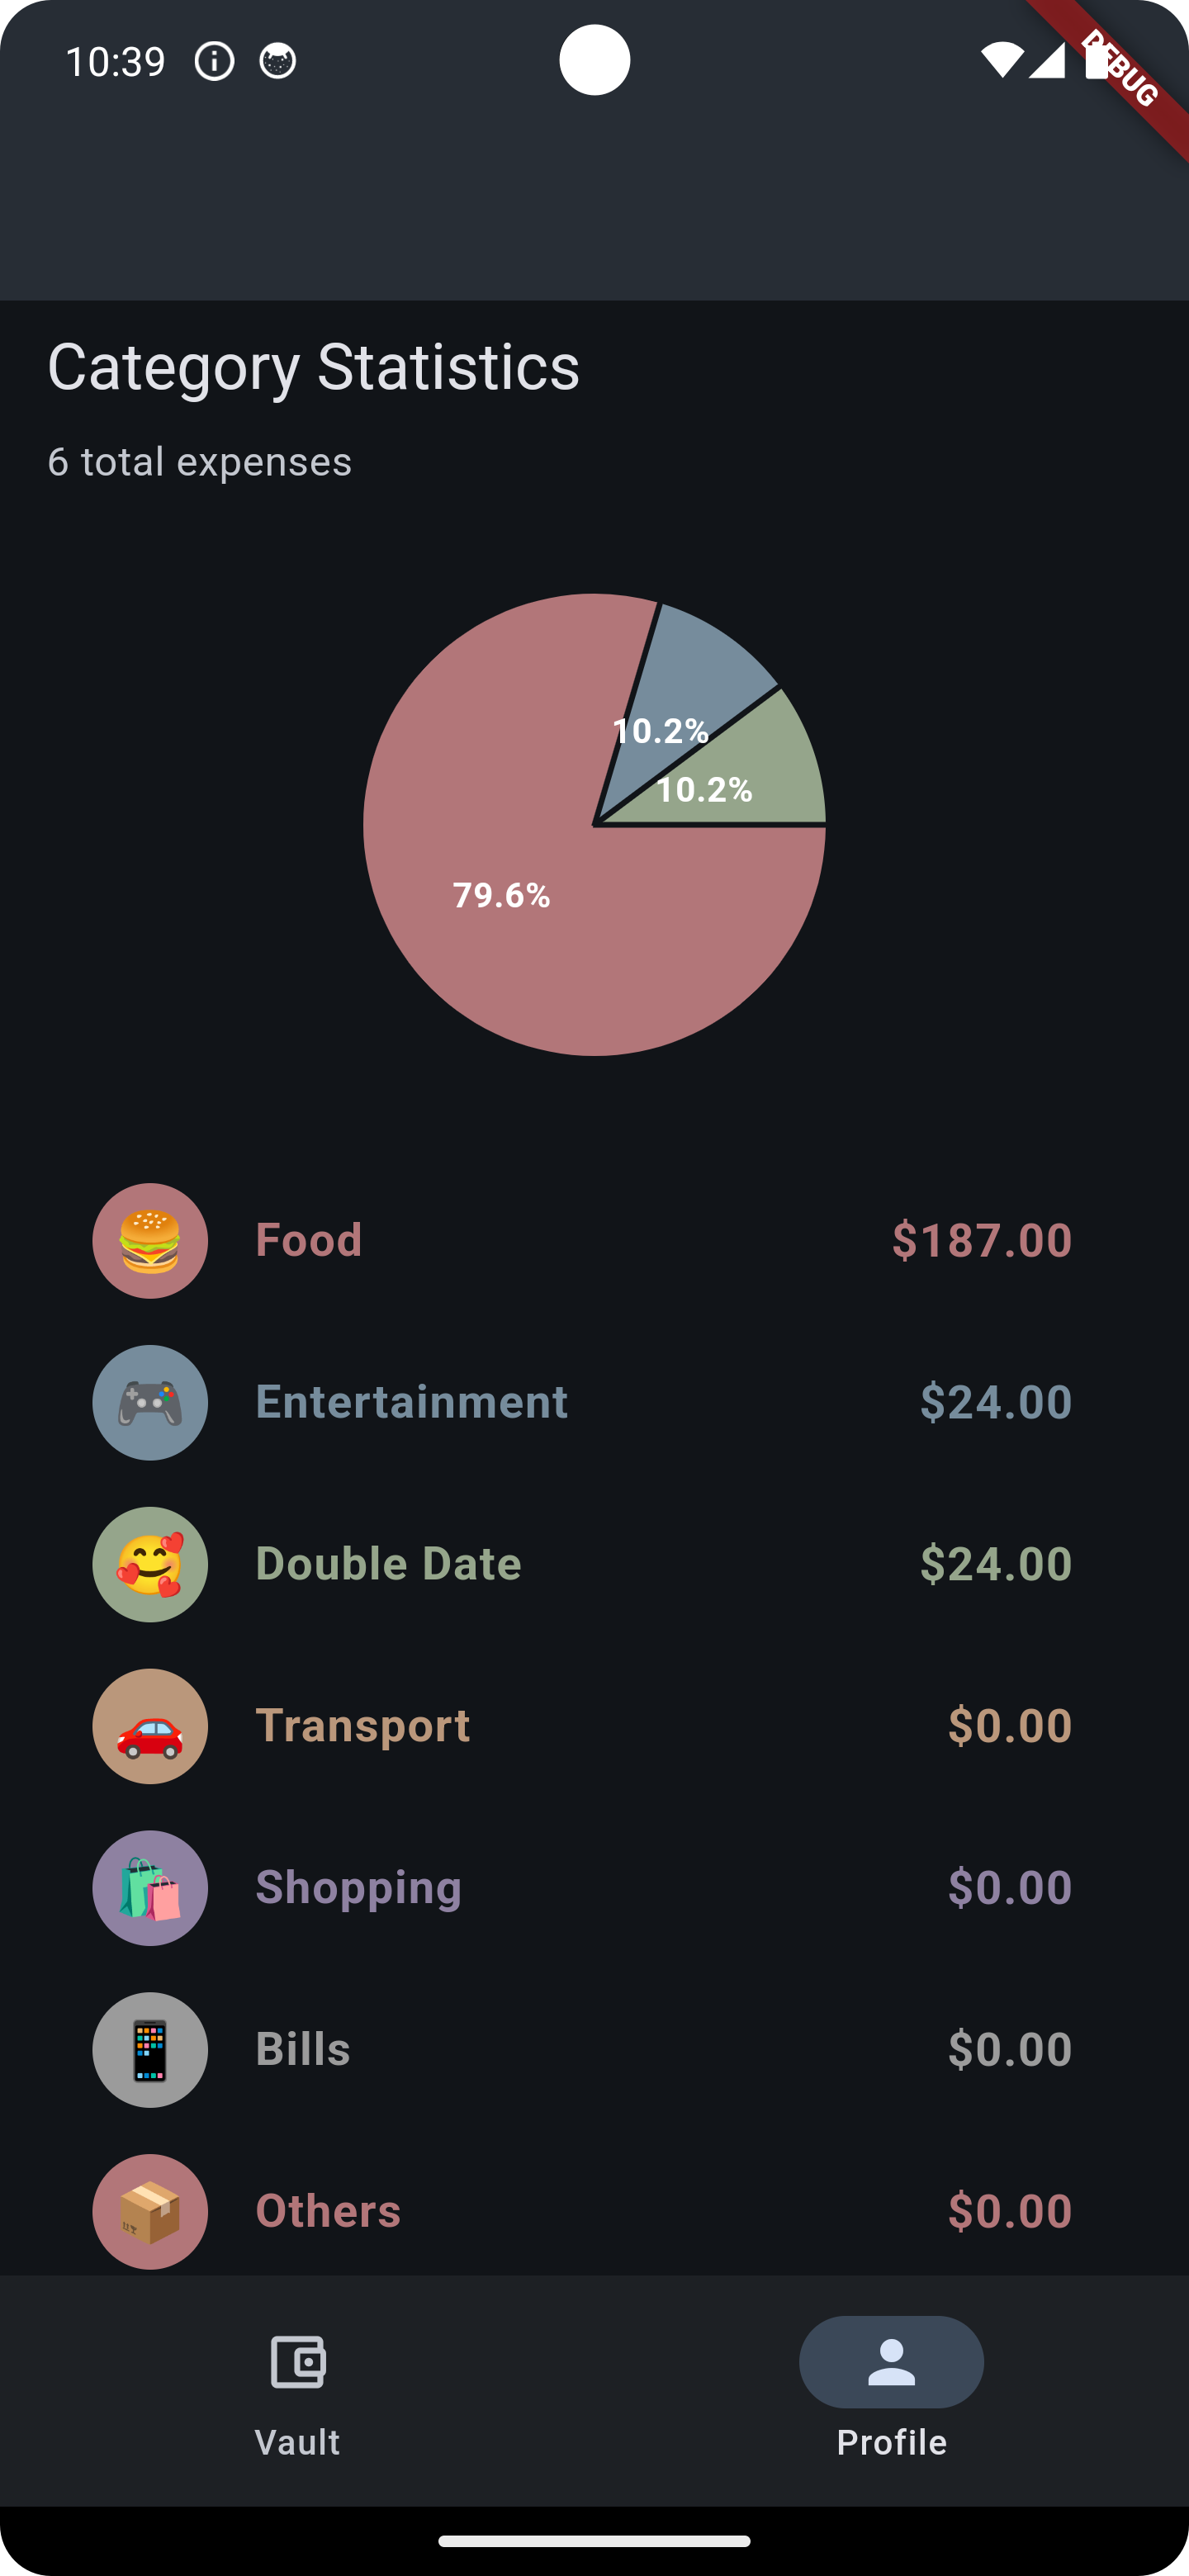 10:39
DEBUG
Category Statistics
6 total expenses
10.2%
10.2%
79.6%
Food $187.00
Entertainment $24.00
Double Date $24.00
Transport $0.00
Shopping $0.00
Bills $0.00
Others $0.00
Vault Profile